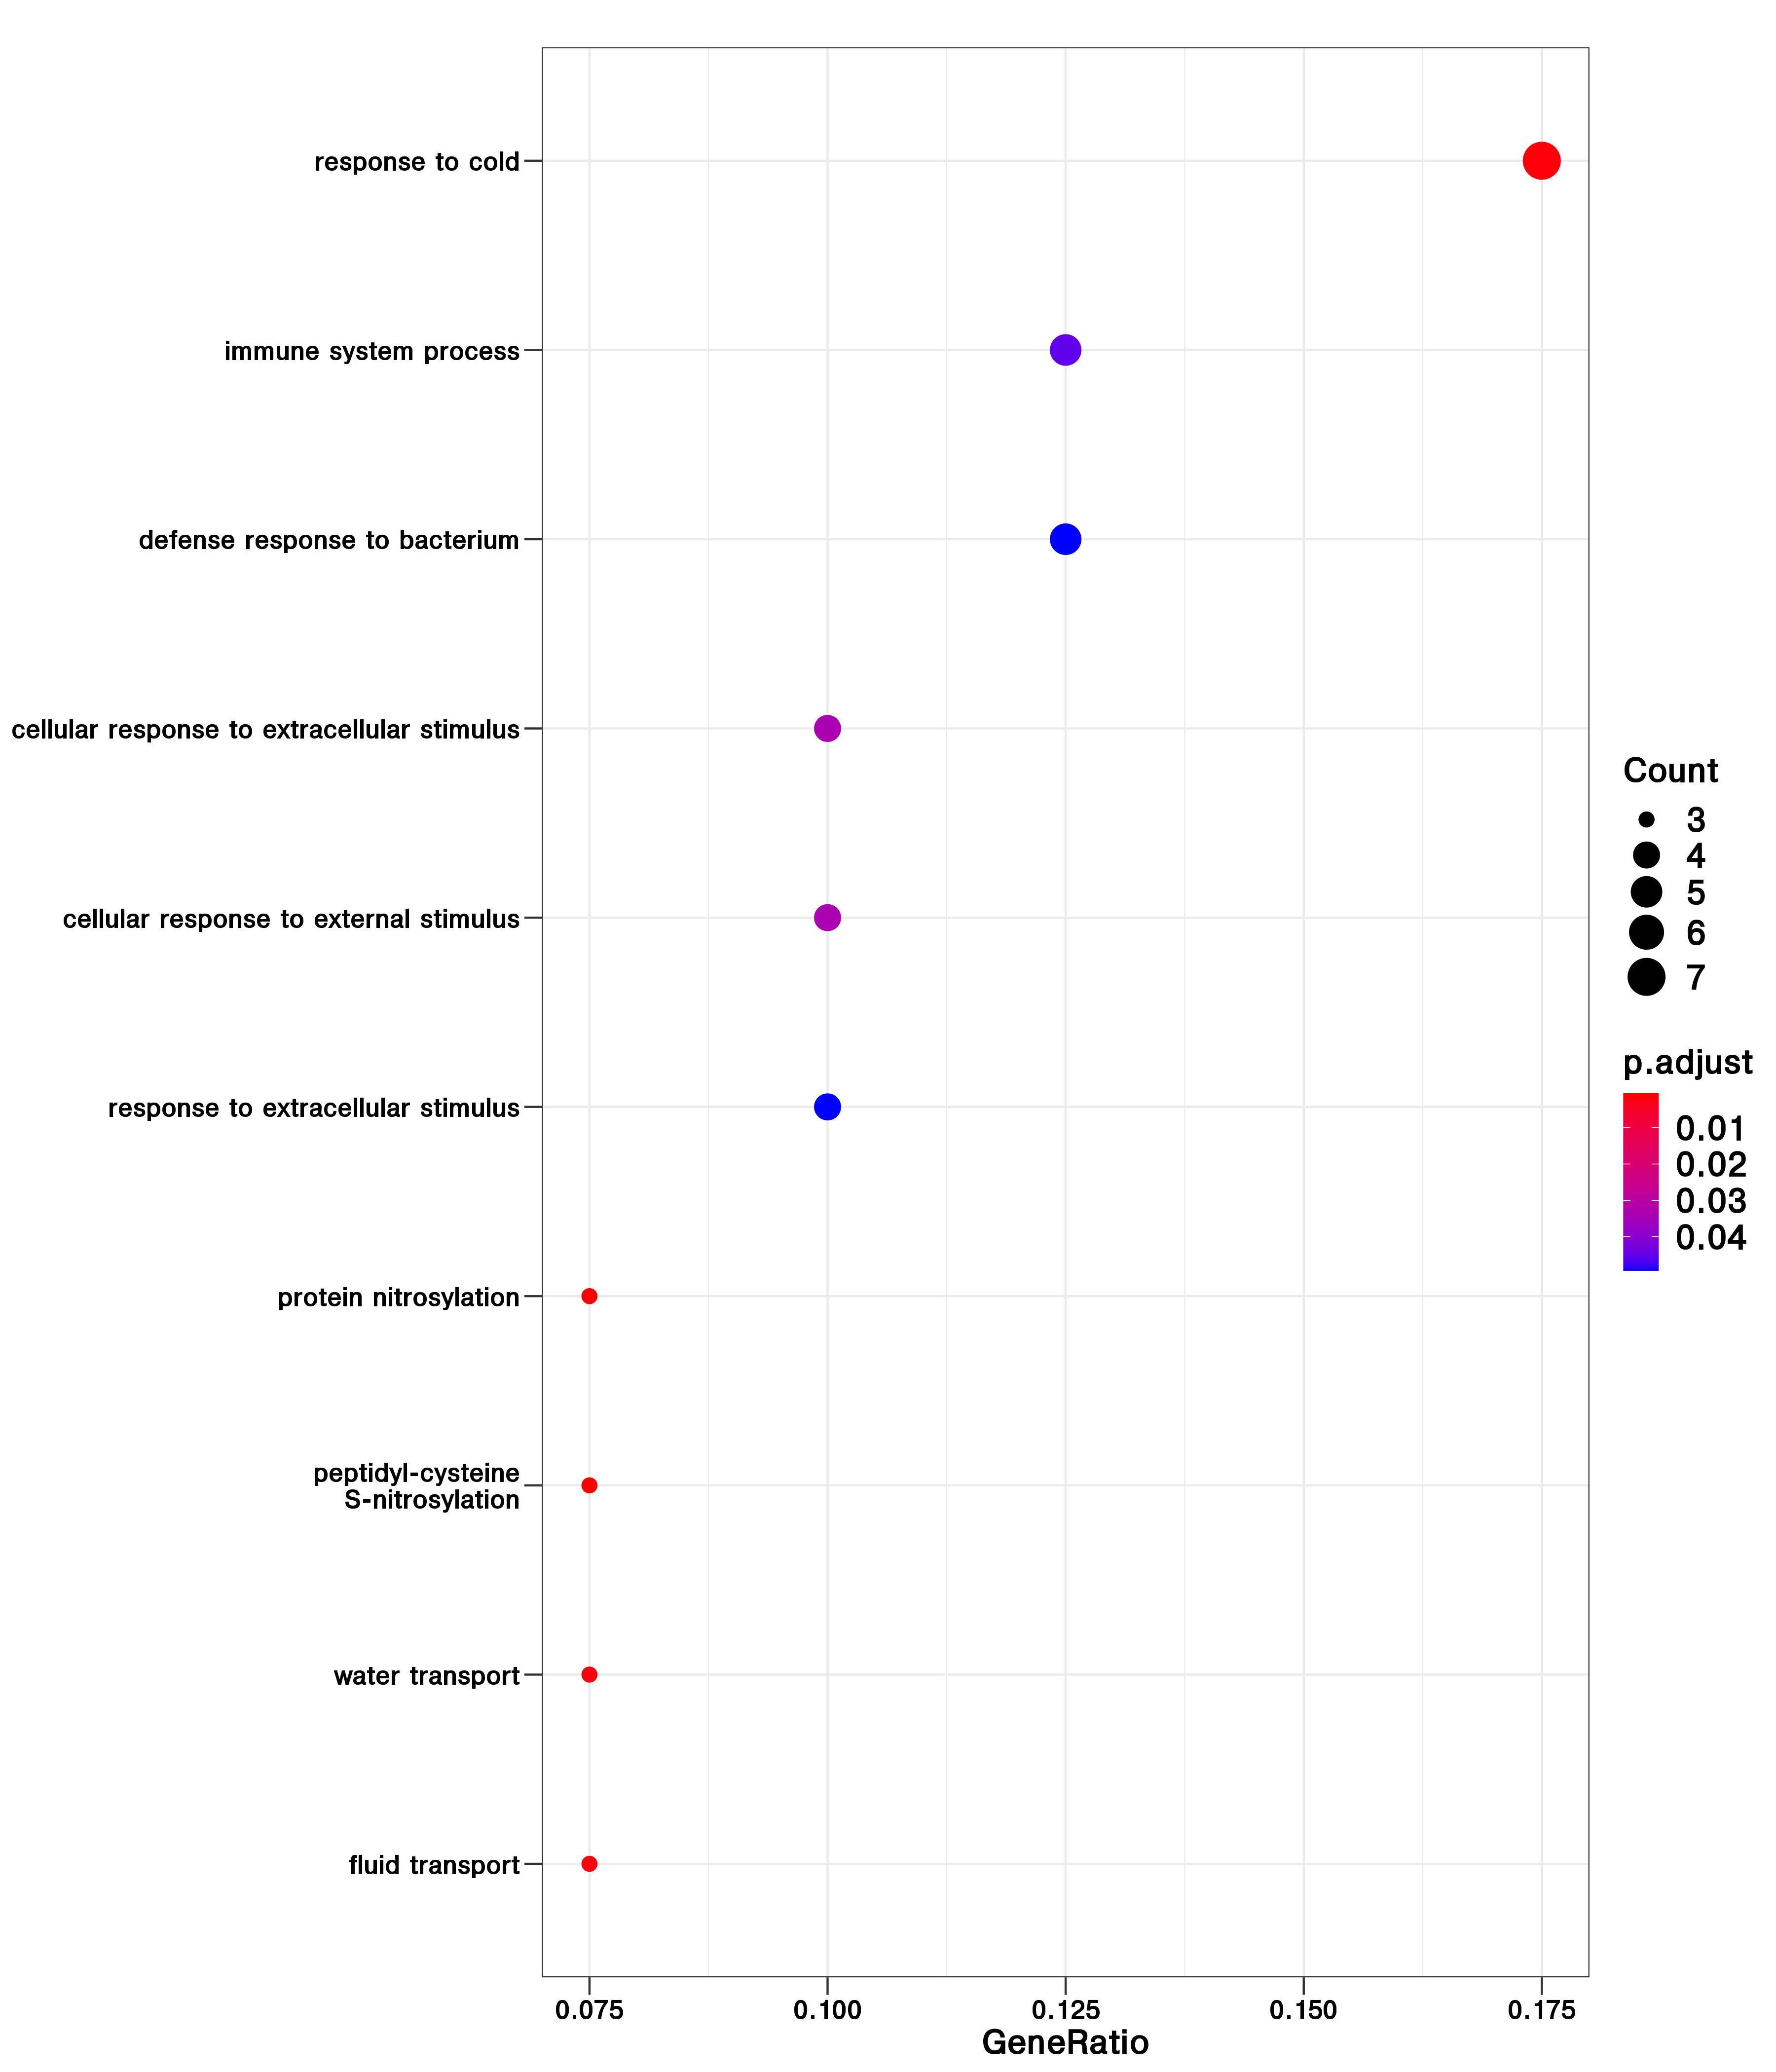 response to cold
immune system process
defense response to bacterium
cellular response to extracellular stimulus
cellular response to external stimulus
response to extracellular stimulus
protein nitrosylation
peptidyl-cysteine
S-nitrosylation
water transport
fluid transport
0.075 0.100 0.125 0.150 0.175
GeneRatio
Count
3
4
5
6
7
p.adjust
0.01
0.02
0.03
0.04